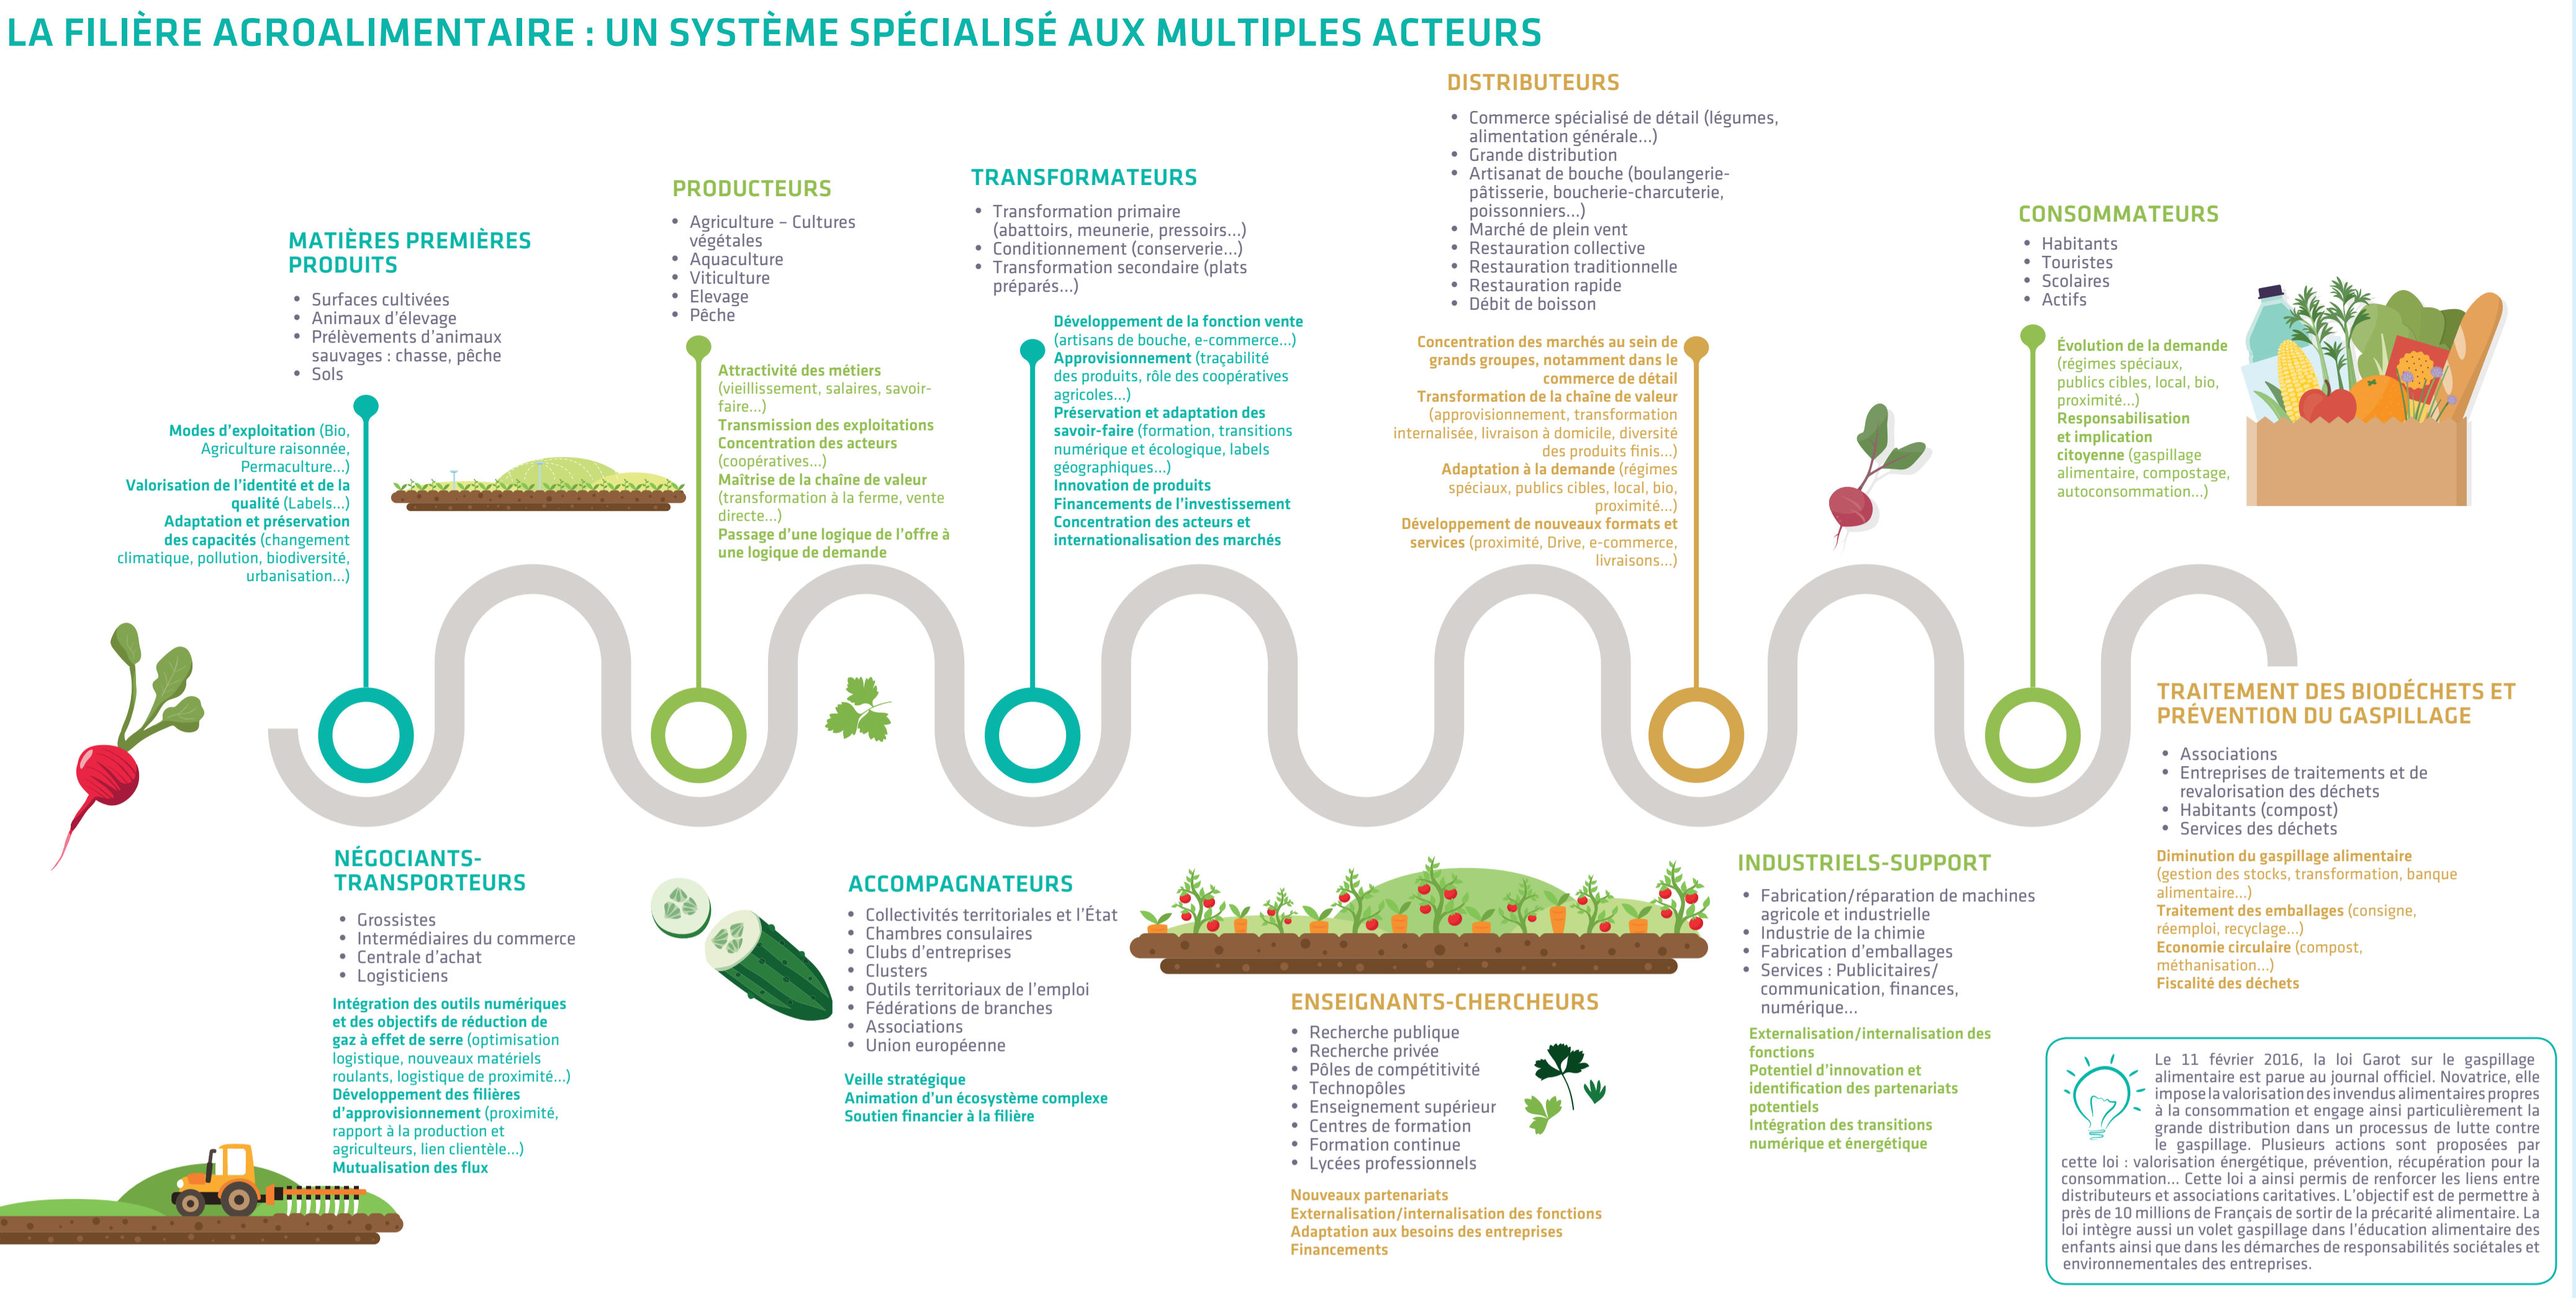 LA FILIÈRE AGROALIMENTAIRE : UN SYSTÈME SPÉCIALISÉ AUX MULTIPLES ACTEURS
MATIÈRES PREMIÈRES
PRODUITS
• Surfaces cultivées
• Animaux d'élevage
• Prélèvements d'animaux
sauvages : chasse, pêche
• Sols
Modes d'exploitation (Bio,
Agriculture raisonnée,
Permaculture...)
Valorisation de l'identité et de la
qualité (Labels...)
Adaptation et préservation
des capacités (changement
climatique, pollution, biodiversité,
urbanisation...)
PRODUCTEURS
• Agriculture – Cultures
végétales
• Aquaculture
• Viticulture
• Elevage
• Pêche
Attractivité des métiers
(vieillissement, salaires, savoir-
faire...)
Transmission des exploitations
Concentration des acteurs
(coopératives...)
Maîtrise de la chaîne de valeur
(transformation à la ferme, vente
directe...)
Passage d'une logique de l'offre à
une logique de demande
TRANSFORMATEURS
• Transformation primaire
(abattoirs, meunerie, pressoirs...)
• Conditionnement (conserverie...)
• Transformation secondaire (plats
préparés...)
Développement de la fonction vente
(artisans de bouche, e-commerce...)
Approvisionnement (traçabilité
des produits, rôle des coopératives
agricoles...)
Préservation et adaptation des
savoir-faire (formation, transitions
numérique et écologique, labels
géographiques...)
Innovation de produits
Financements de l'investissement
Concentration des acteurs et
internationalisation des marchés
DISTRIBUTEURS
• Commerce spécialisé de détail (légumes,
alimentation générale...)
• Grande distribution
• Artisanat de bouche (boulangerie-
pâtisserie, boucherie-charcuterie,
poissonniers...)
• Marché de plein vent
• Restauration collective
• Restauration traditionnelle
• Restauration rapide
• Débit de boisson
Concentration des marchés au sein de
grands groupes, notamment dans le
commerce de détail
Transformation de la chaîne de valeur
(approvisionnement, transformation
internalisée, livraison à domicile, diversité
des produits finis...)
Adaptation à la demande (régimes
spéciaux, publics cibles, local, bio,
proximité...)
Développement de nouveaux formats et
services (proximité, Drive, e-commerce,
livraisons...)
CONSOMMATEURS
• Habitants
• Touristes
• Scolaires
• Actifs
Évolution de la demande
(régimes spéciaux,
publics cibles, local, bio,
proximité...)
Responsabilisation
et implication
citoyenne (gaspillage
alimentaire, compostage,
autoconsommation...)
NÉGOCIANTS-
TRANSPORTEURS
• Grossistes
• Intermédiaires du commerce
• Centrale d'achat
• Logisticiens
Intégration des outils numériques
et des objectifs de réduction de
gaz à effet de serre (optimisation
logistique, nouveaux matériels
roulants, logistique de proximité...)
Développement des filières
d'approvisionnement (proximité,
rapport à la production et
agriculteurs, lien clientèle...)
Mutualisation des flux
ACCOMPAGNATEURS
• Collectivités territoriales et l'État
• Chambres consulaires
• Clubs d'entreprises
• Clusters
• Outils territoriaux de l'emploi
• Fédérations de branches
• Associations
• Union européenne
Veille stratégique
Animation d'un écosystème complexe
Soutien financier à la filière
ENSEIGNANTS-CHERCHEURS
• Recherche publique
• Recherche privée
• Pôles de compétitivité
• Technopôles
• Enseignement supérieur
• Centres de formation
• Formation continue
• Lycées professionnels
Nouveaux partenariats
Externalisation/internalisation des fonctions
Adaptation aux besoins des entreprises
Financements
INDUSTRIELS-SUPPORT
• Fabrication/réparation de machines
agricole et industrielle
• Industrie de la chimie
• Fabrication d'emballages
• Services : Publicitaires/
communication, finances,
numérique...
Externalisation/internalisation des
fonctions
Potentiel d'innovation et
identification des partenariats
potentiels
Intégration des transitions
numérique et énergétique
TRAITEMENT DES BIODÉCHETS ET
PRÉVENTION DU GASPILLAGE
• Associations
• Entreprises de traitements et de
revalorisation des déchets
• Habitants (compost)
• Services des déchets
Diminution du gaspillage alimentaire
(gestion des stocks, transformation, banque
alimentaire...)
Traitement des emballages (consigne,
réemploi, recyclage...)
Economie circulaire (compost,
méthanisation...)
Fiscalité des déchets
Le 11 février 2016, la loi Garot sur le gaspillage
alimentaire est parue au journal officiel. Novatrice, elle
impose la valorisation des invendus alimentaires propres
à la consommation et engage ainsi particulièrement la
grande distribution dans un processus de lutte contre
le gaspillage. Plusieurs actions sont proposées par
cette loi : valorisation énergétique, prévention, récupération pour la
consommation... Cette loi a ainsi permis de renforcer les liens entre
distributeurs et associations caritatives. L'objectif est de permettre à
près de 10 millions de Français de sortir de la précarité alimentaire. La
loi intègre aussi un volet gaspillage dans l'éducation alimentaire des
enfants ainsi que dans les démarches de responsabilités sociétales et
environnementales des entreprises.